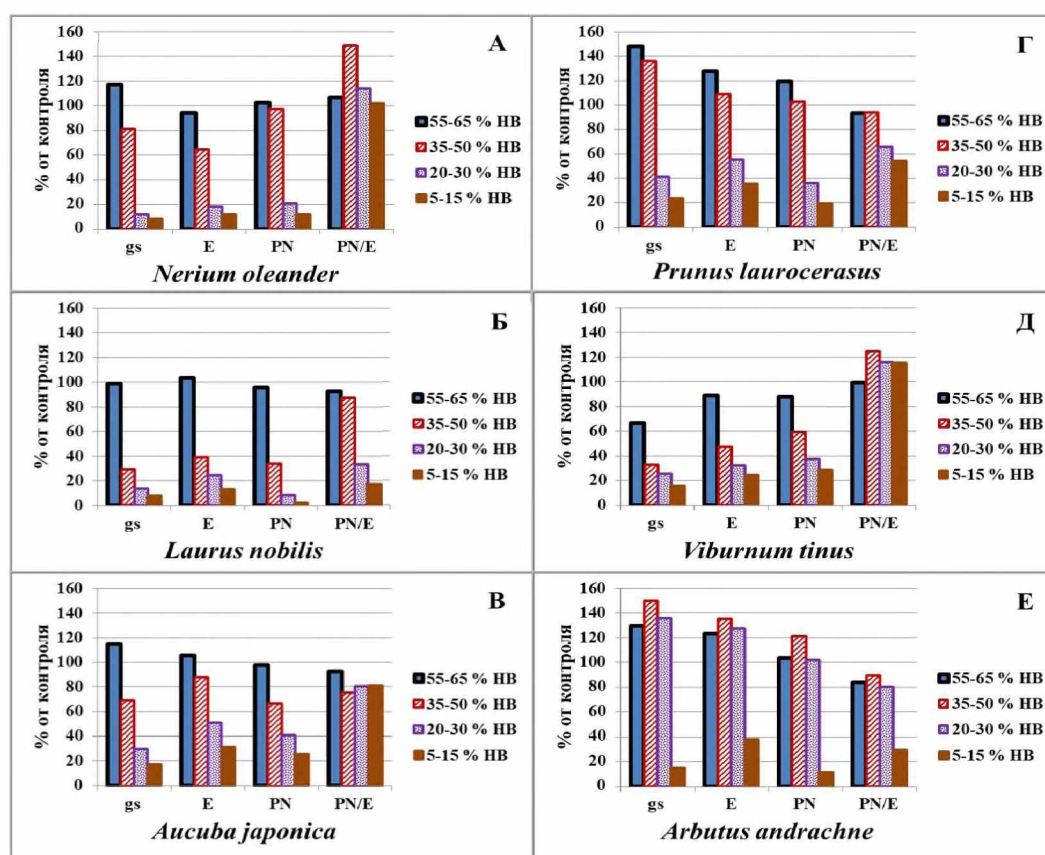 А
% от контроля
160
140
120
100
80
60
40
20
0
gs E PN PN/E
55-65 % НВ
35-50 % НВ
20-30 % НВ
5-15 % НВ
Nerium oleander
Г
% от контроля
160
140
120
100
80
60
40
20
0
gs E PN PN/E
55-65 % НВ
35-50 % НВ
20-30 % НВ
5-15 % НВ
Prunus laurocerasus
Б
% от контроля
160
140
120
100
80
60
40
20
0
gs E PN PN/E
55-65 % НВ
35-50 % НВ
20-30 % НВ
5-15 % НВ
Laurus nobilis
Д
% от контроля
160
140
120
100
80
60
40
20
0
gs E PN PN/E
55-65 % НВ
35-50 % НВ
20-30 % НВ
5-15 % НВ
Viburnum tinus
В
% от контроля
160
140
120
100
80
60
40
20
0
gs E PN PN/E
55-65 % НВ
35-50 % НВ
20-30 % НВ
5-15 % НВ
Aucuba japonica
Е
% от контроля
160
140
120
100
80
60
40
20
0
gs E PN PN/E
55-65 % НВ
35-50 % НВ
20-30 % НВ
5-15 % НВ
Arbutus andrachne